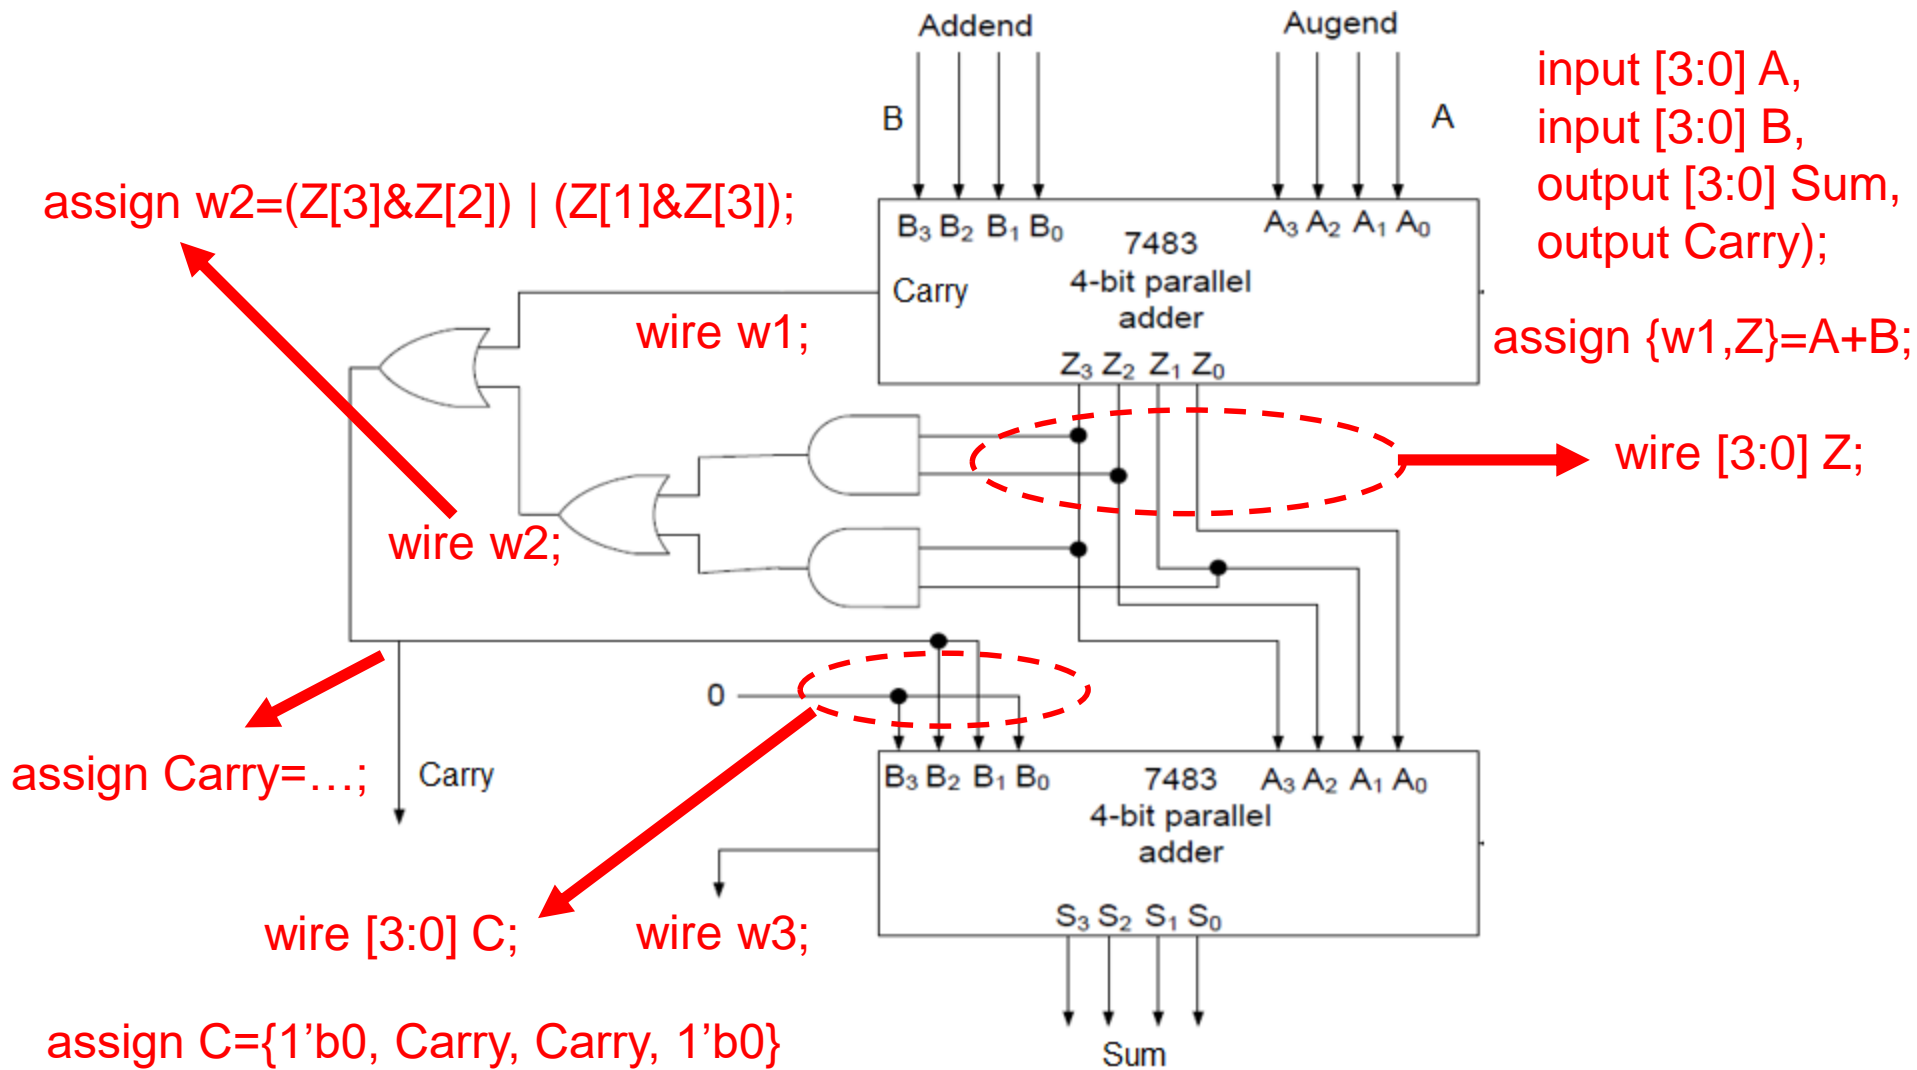 Addend
Augend
input [3:0] A,
input [3:0] B,
output [3:0] Sum,
output Carry);
B
A
assign w2=(Z[3]&Z[2]) | (Z[1]&Z[3]);
B3 B2 B1 B0
A3 A2 A1 A0
7483
4-bit parallel
adder
Carry
wire w1;
assign {w1,Z}=A+B;
Z3 Z2 Z1 Z0
wire [3:0] Z;
wire w2;
0
assign Carry=…;
Carry
B3 B2 B1 B0
A3 A2 A1 A0
7483
4-bit parallel
adder
wire [3:0] C;
wire w3;
S3 S2 S1 S0
assign C={1’b0, Carry, Carry, 1’b0}
Sum